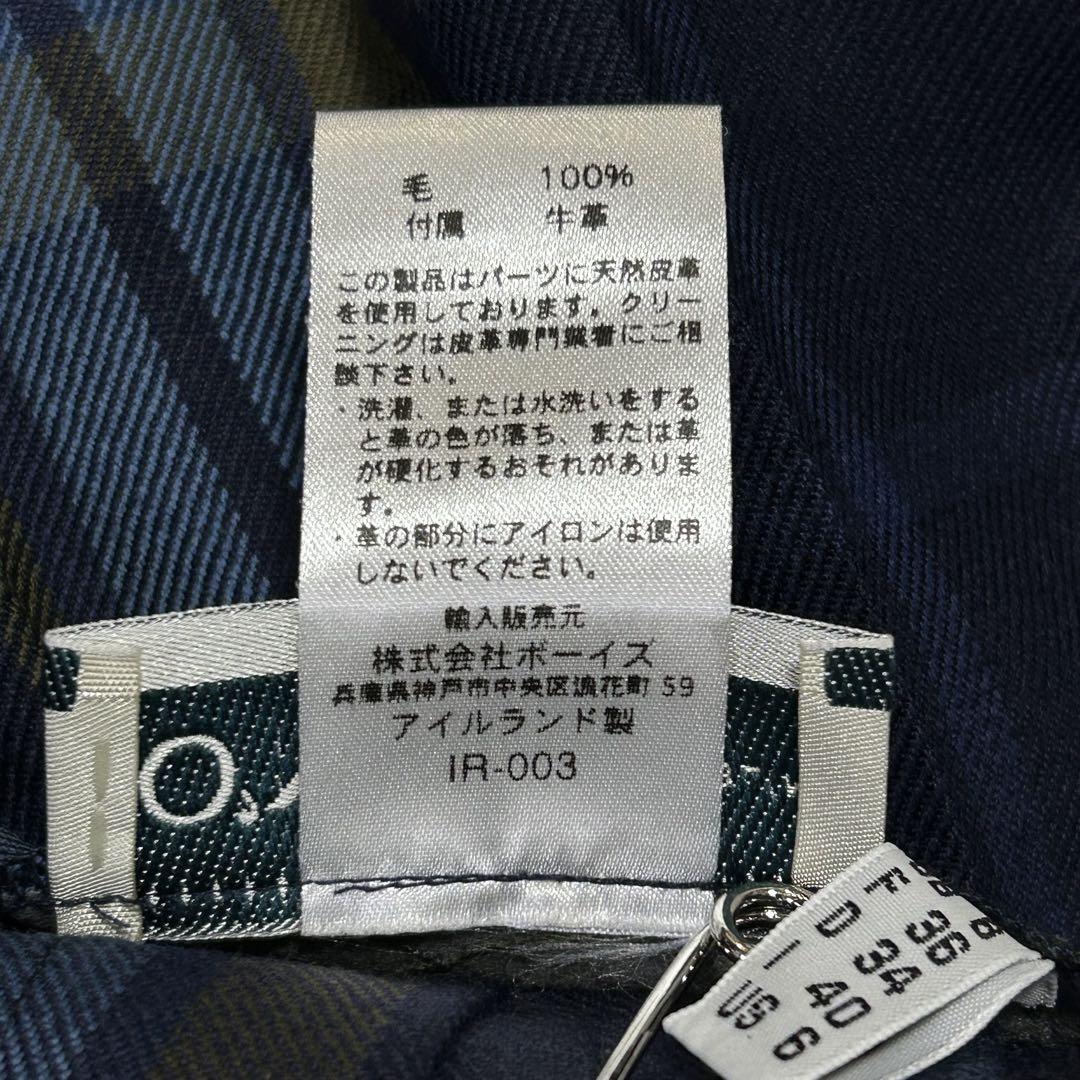 毛 100%
付属 牛革
この製品はパーツに天然皮革
を使用しております。クリー
ニングは皮革専門業者にご相
談下さい。
・洗濯、または水洗いをする
と革の色が落ち、または革
が硬化するおそれがありま
す。
・革の部分にアイロンは使用
しないでください。
輸入販売元
株式会社ボーイズ
兵庫県神戸市中央区浪花町 59
アイルランド製
IR-003
O'
F 36
D 34
I 40
US 6